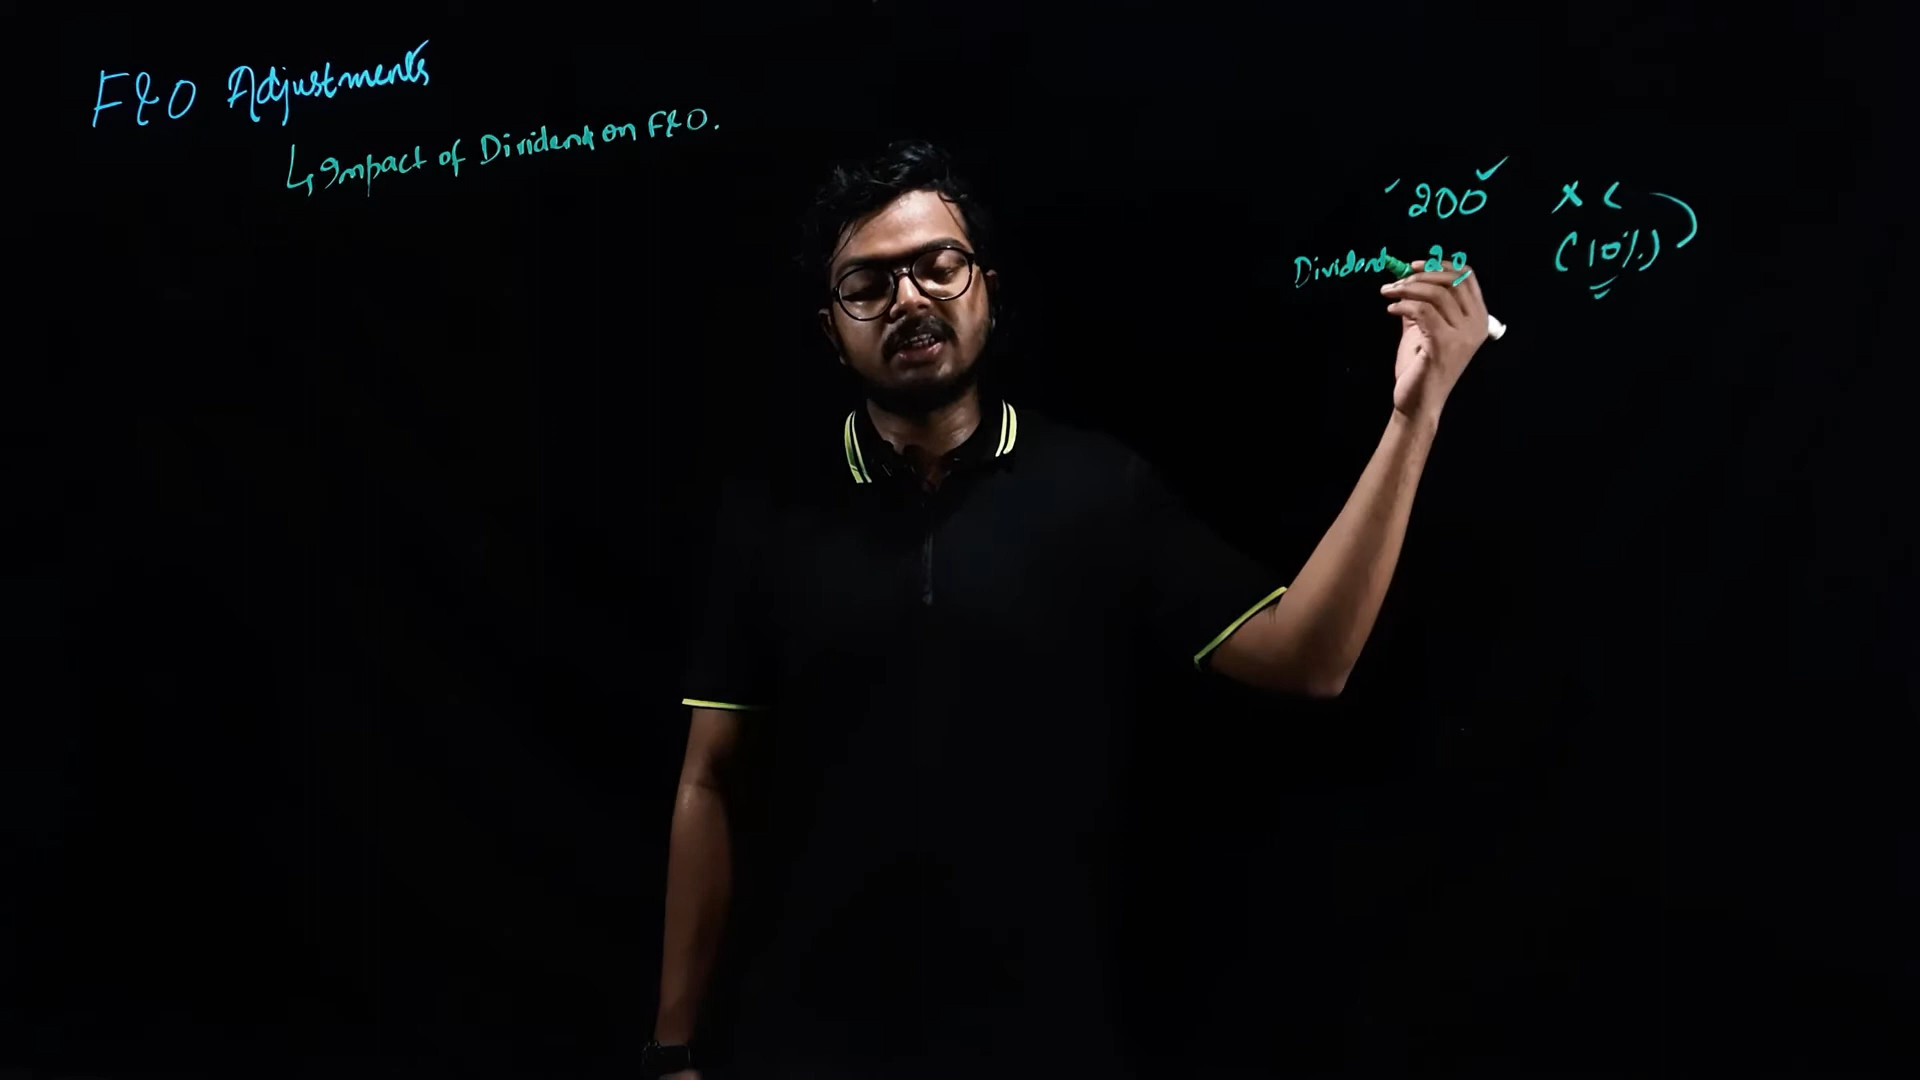 F&O Adjustments
↳ Impact of Dividend on F&O.
200 x <
Dividend 20 (10%)